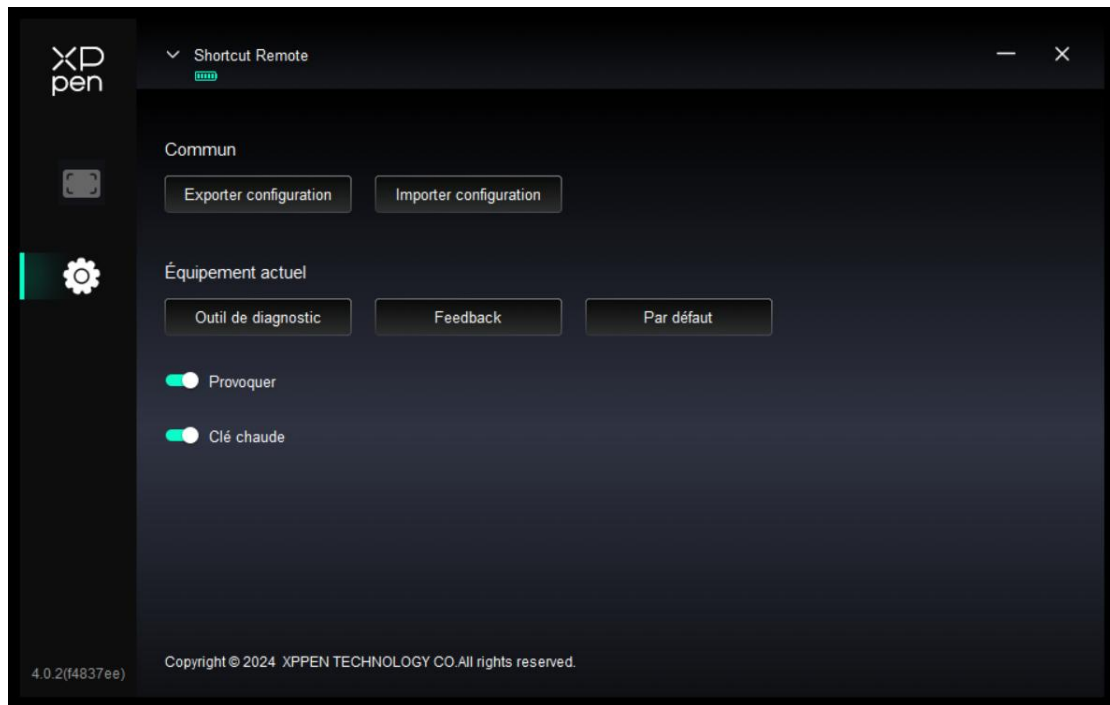 XP
pen
Shortcut Remote
Commun
Exporter configuration Importer configuration
Équipement actuel
Outil de diagnostic Feedback Par défaut
Provoquer
Clé chaude
Copyright © 2024 XPPEN TECHNOLOGY CO.All rights reserved.
4.0.2(f4837ee)